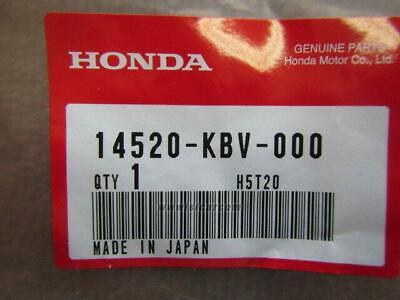 HONDA
GENUINE PARTS
Honda Motor Co., Ltd.
14520-KBV-000
QTY 1 H5T20
MADE IN JAPAN